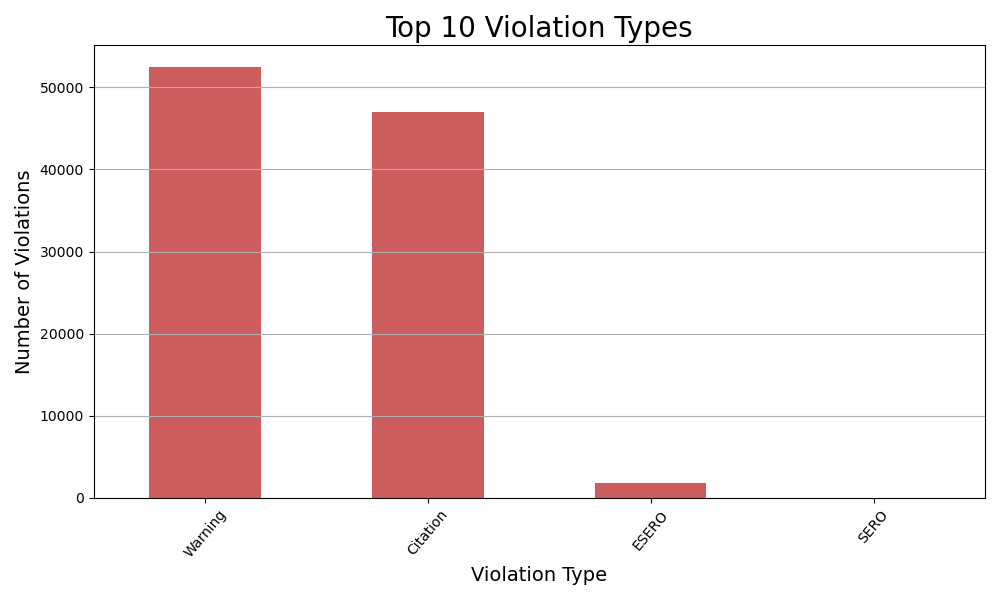 Top 10 Violation Types
Number of Violations
50000
40000
30000
20000
10000
0
Warning
Citation
ESERO
SERO
Violation Type